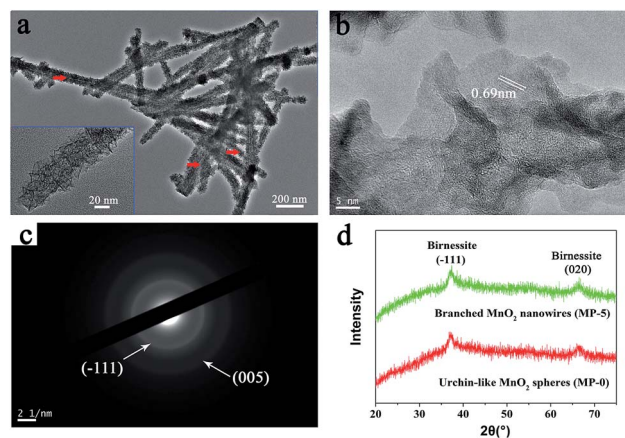 a
20 nm
200 nm
b
0.69nm
5 nm
c
(-111)
(005)
2 1/nm
d
Birnessite
(-111)
Birnessite
(020)
Branched MnO₂ nanowires (MP-5)
Urchin-like MnO₂ spheres (MP-0)
Intensity
20 30 40 50 60 70
2θ(°)